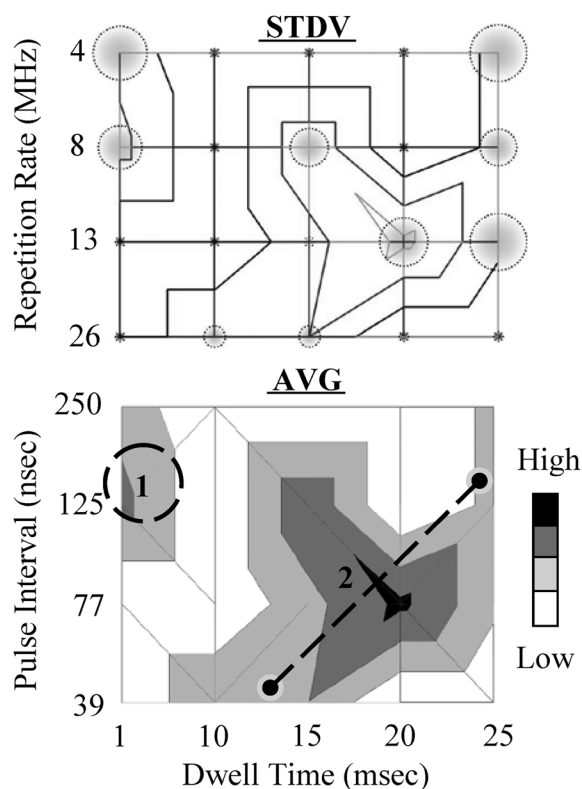 STDV
Repetition Rate (MHz)
4
8
13
26
AVG
Pulse Interval (nsec)
250
125
77
39
1
2
High
Low
1 10 15 20 25
Dwell Time (msec)